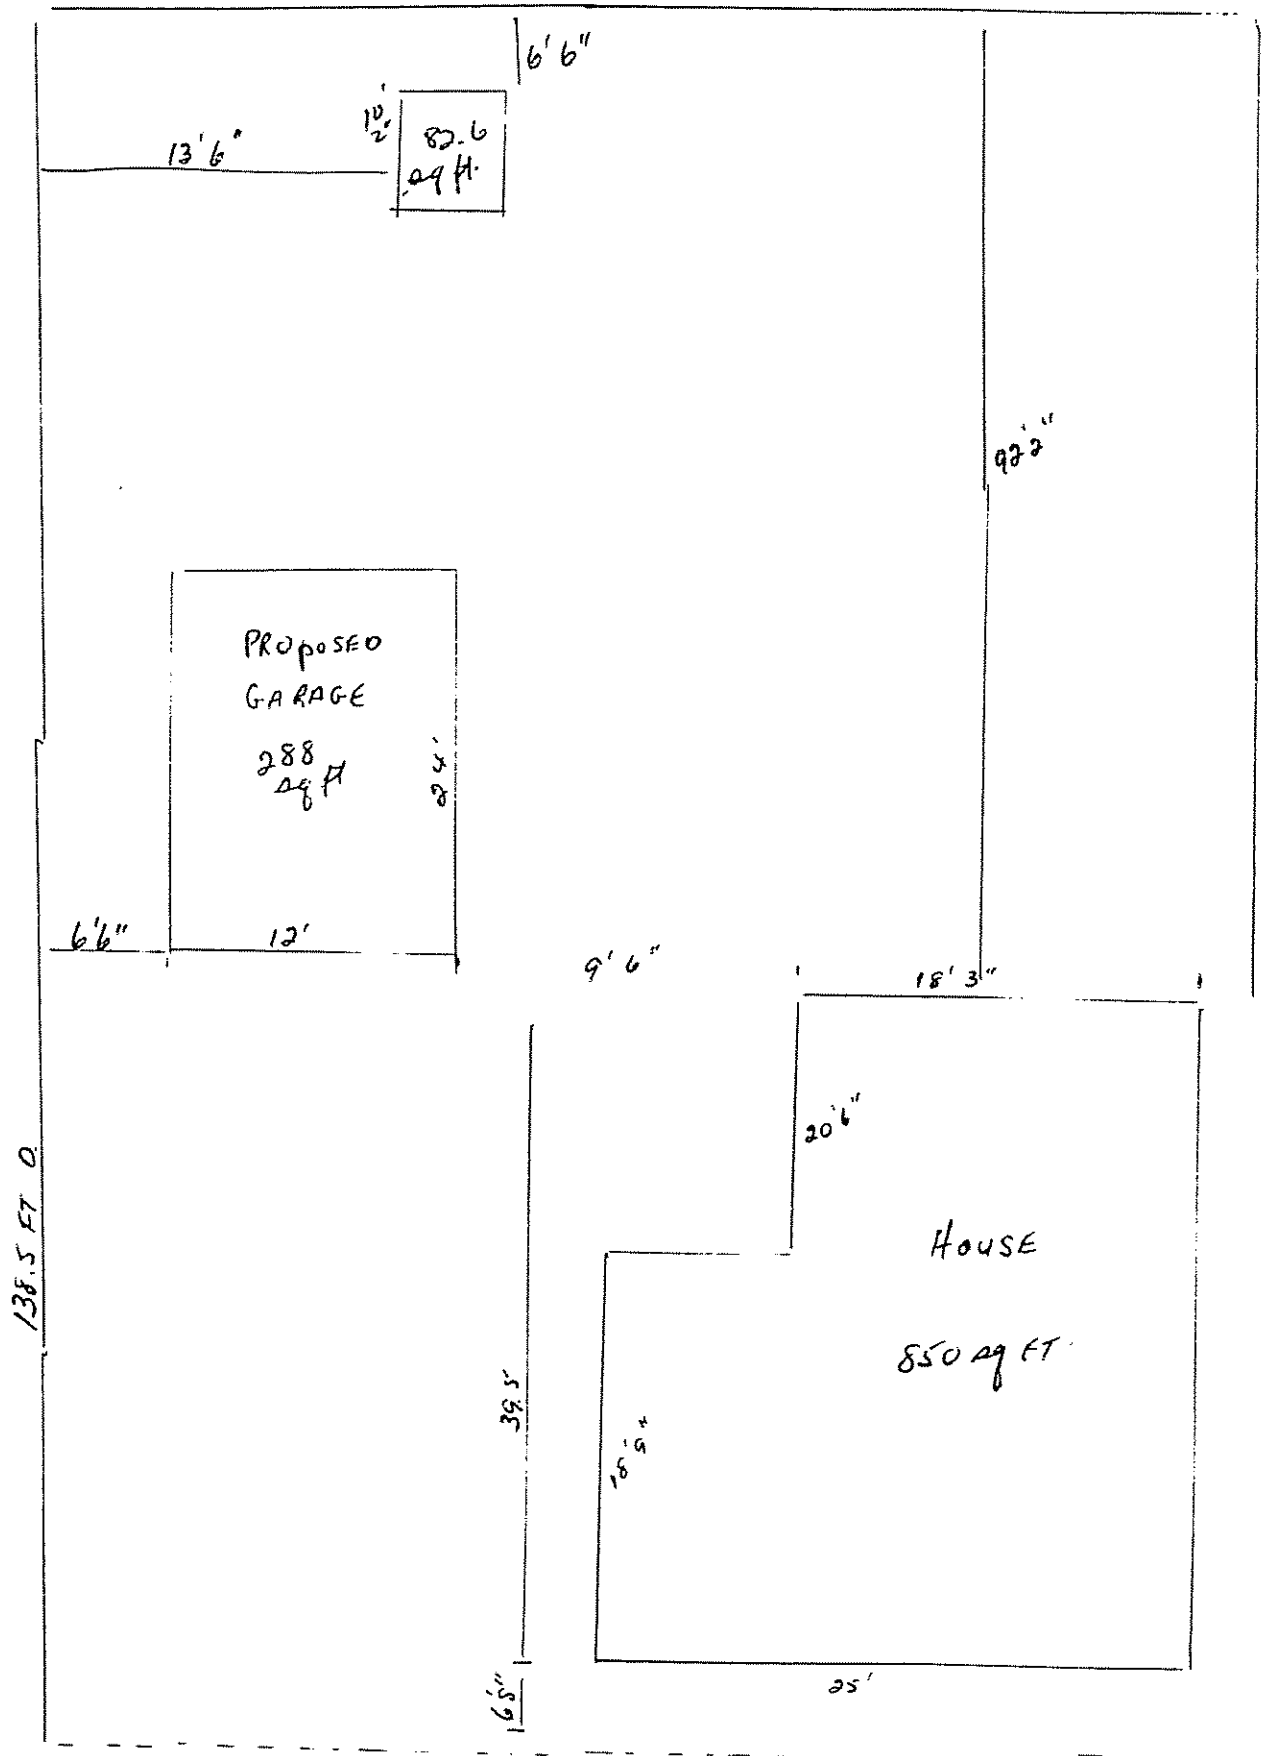 6' 6"
10' 2"
82.6
sq ft.
13' 6"
92' 2"
PROPOSED
GARAGE
288
sq ft
24'
6'6"
12'
9' 6"
18' 3"
20' 6"
138.5 FT
HOUSE
850 sq FT
39.5'
18' 9"
6'5"
25'